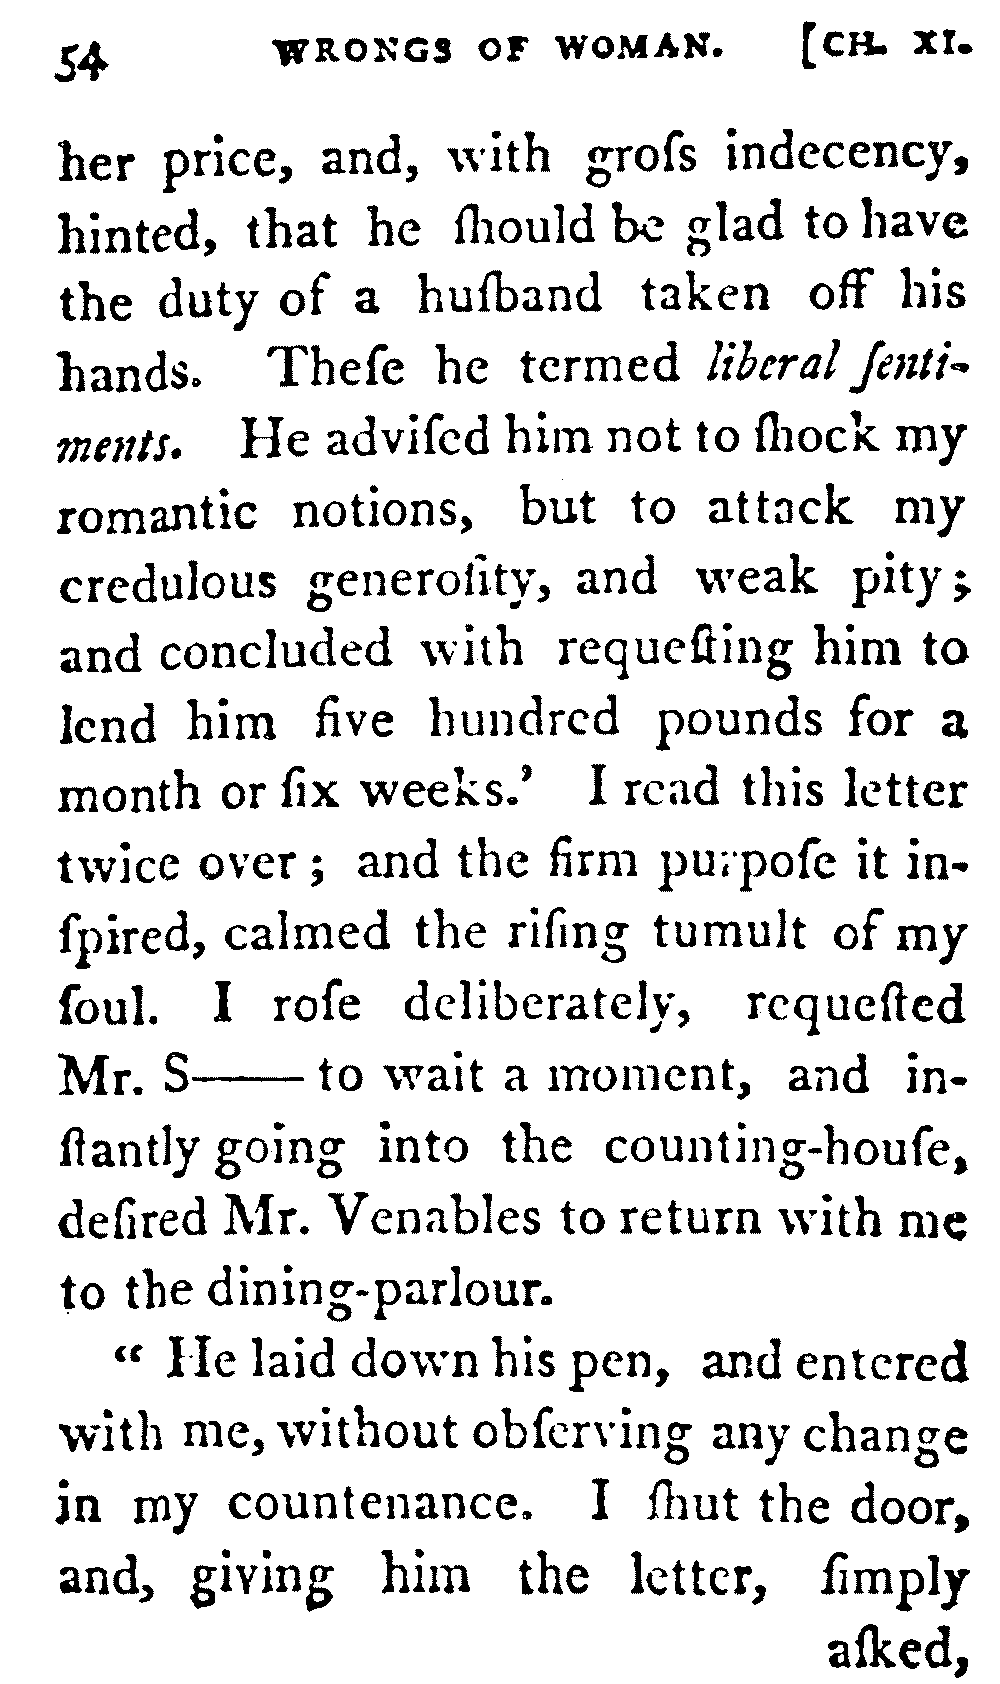 54 WRONGS OF WOMAN. [CH. XI.
her price, and, with groſs indecency,
hinted, that he ſhould be glad to have
the duty of a huſband taken off his
hands. Theſe he termed liberal ſenti-
ments. He adviſed him not to ſhock my
romantic notions, but to attack my
credulous generoſity, and weak pity;
and concluded with requeſting him to
lend him five hundred pounds for a
month or ſix weeks.’ I read this letter
twice over; and the firm purpoſe it in-
ſpired, calmed the riſing tumult of my
ſoul. I roſe deliberately, requeſted
Mr. S—— to wait a moment, and in-
ſtantly going into the counting-houſe,
deſired Mr. Venables to return with me
to the dining-parlour.
“ He laid down his pen, and entered
with me, without obſerving any change
in my countenance. I ſhut the door,
and, giving him the letter, ſimply
aſked,